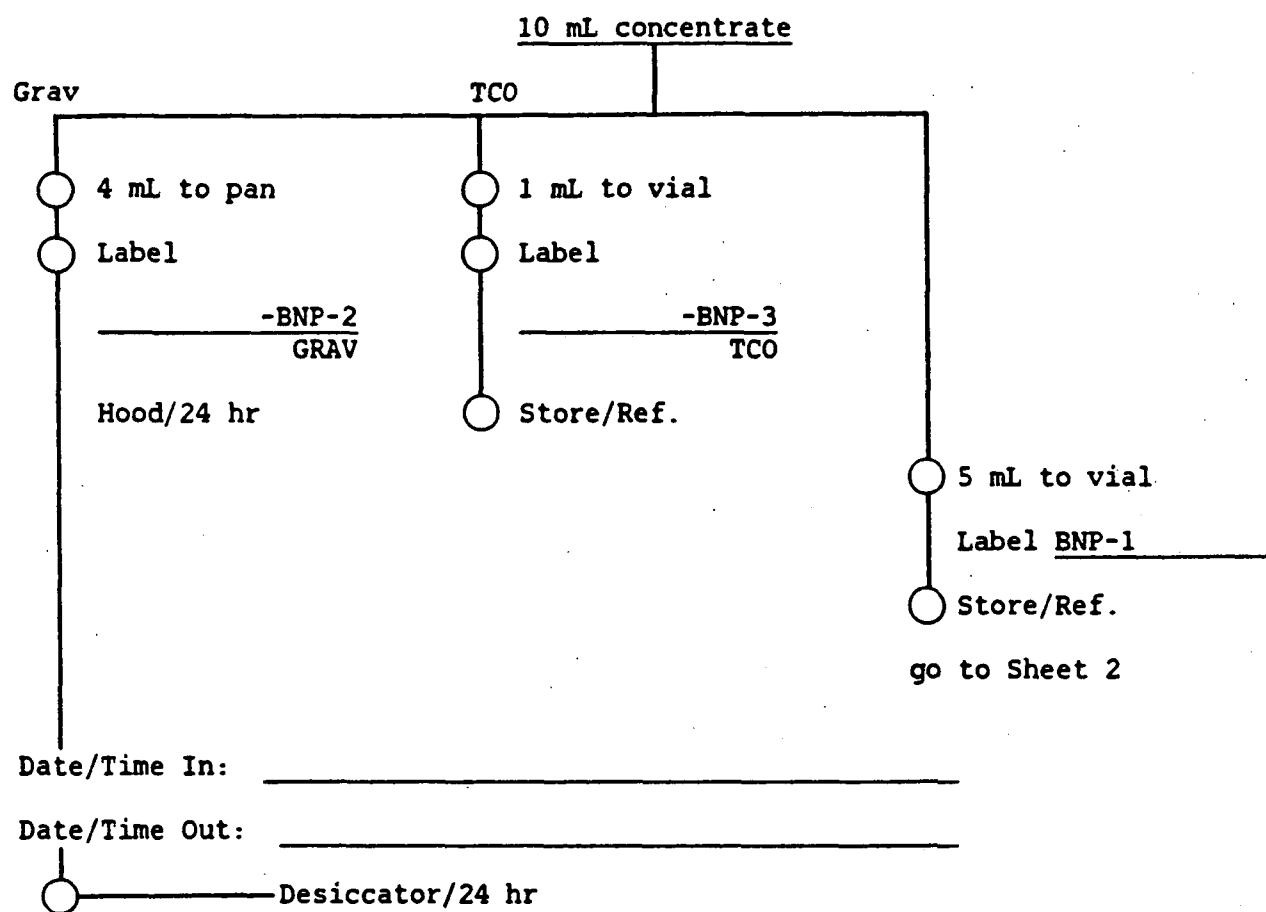 10 mL concentrate
Grav
TCO
4 mL to pan
1 mL to vial
Label
Label
-BNP-2
GRAV
-BNP-3
TCO
Hood/24 hr
Store/Ref.
5 mL to vial
Label BNP-1
Store/Ref.
go to Sheet 2
Date/Time In:
Date/Time Out:
Desiccator/24 hr